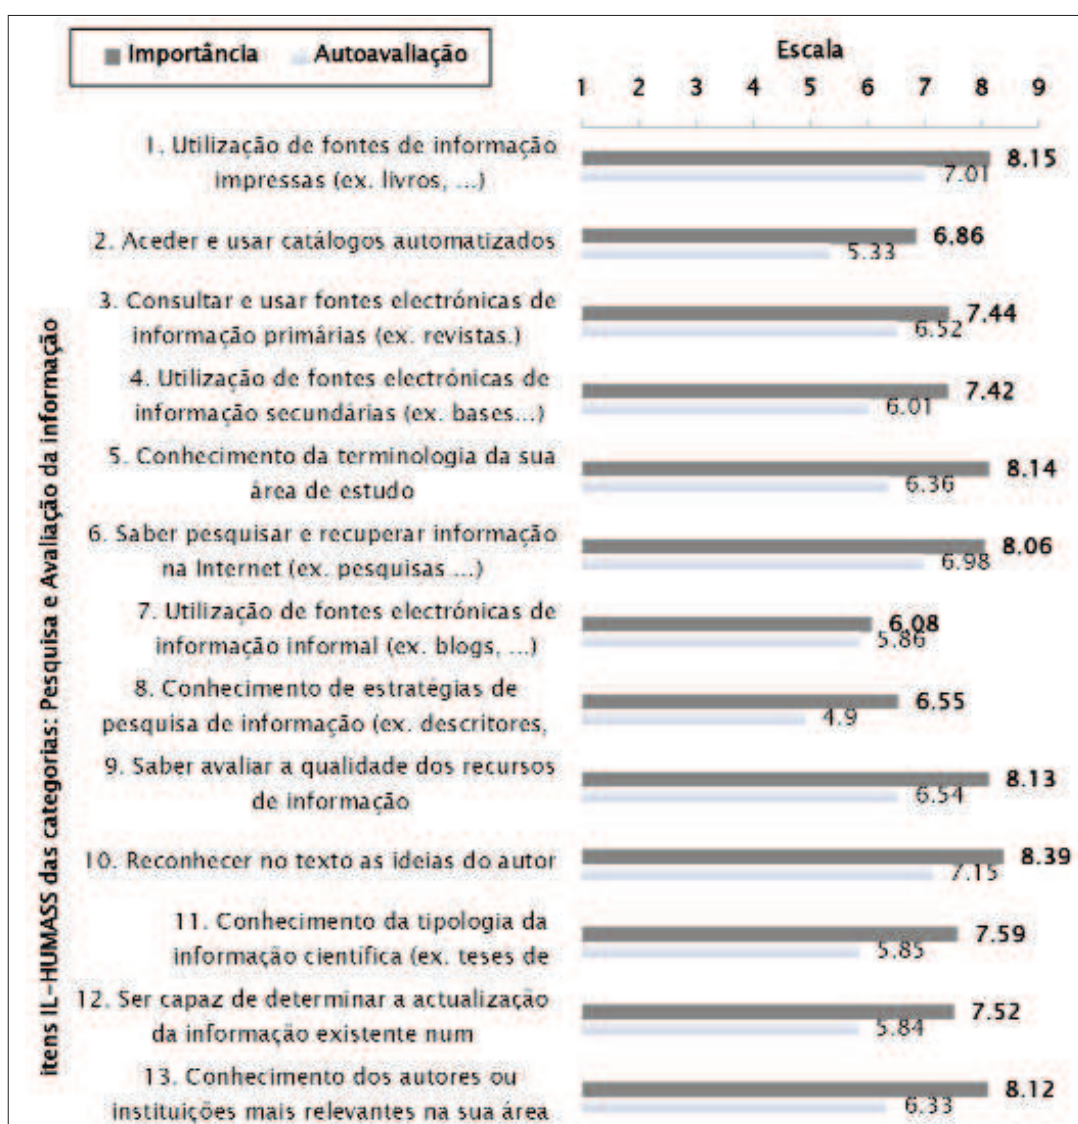 Importância Autoavaliação
Escala
1 2 3 4 5 6 7 8 9
itens IL-HUMASS das categorias: Pesquisa e Avaliação da informação
1. Utilização de fontes de informação
impressas (ex. livros, ...)
8.15
7.01
2. Aceder e usar catálogos automatizados
6.86
5.33
3. Consultar e usar fontes electrónicas de
informação primárias (ex. revistas.)
7.44
6.52
4. Utilização de fontes electrónicas de
informação secundárias (ex. bases...)
7.42
6.01
5. Conhecimento da terminologia da sua
área de estudo
8.14
6.36
6. Saber pesquisar e recuperar informação
na Internet (ex. pesquisas ...)
8.06
6.98
7. Utilização de fontes electrónicas de
informação informal (ex. blogs, ...)
6.08
5.86
8. Conhecimento de estratégias de
pesquisa de informação (ex. descritores,
6.55
4.9
9. Saber avaliar a qualidade dos recursos
de informação
8.13
6.54
10. Reconhecer no texto as ideias do autor
8.39
7.15
11. Conhecimento da tipologia da
informação científica (ex. teses de
7.59
5.85
12. Ser capaz de determinar a actualização
da informação existente num
7.52
5.84
13. Conhecimento dos autores ou
instituições mais relevantes na sua área
8.12
6.33